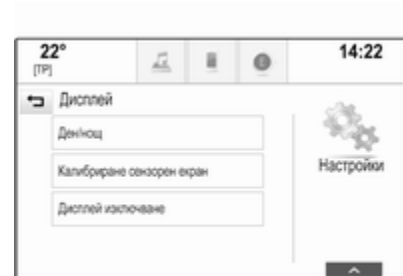 22° 14:22
[TP]
Дисплей
Ден/нощ
Калибриране сензорен екран
Настройки
Дисплей изключване